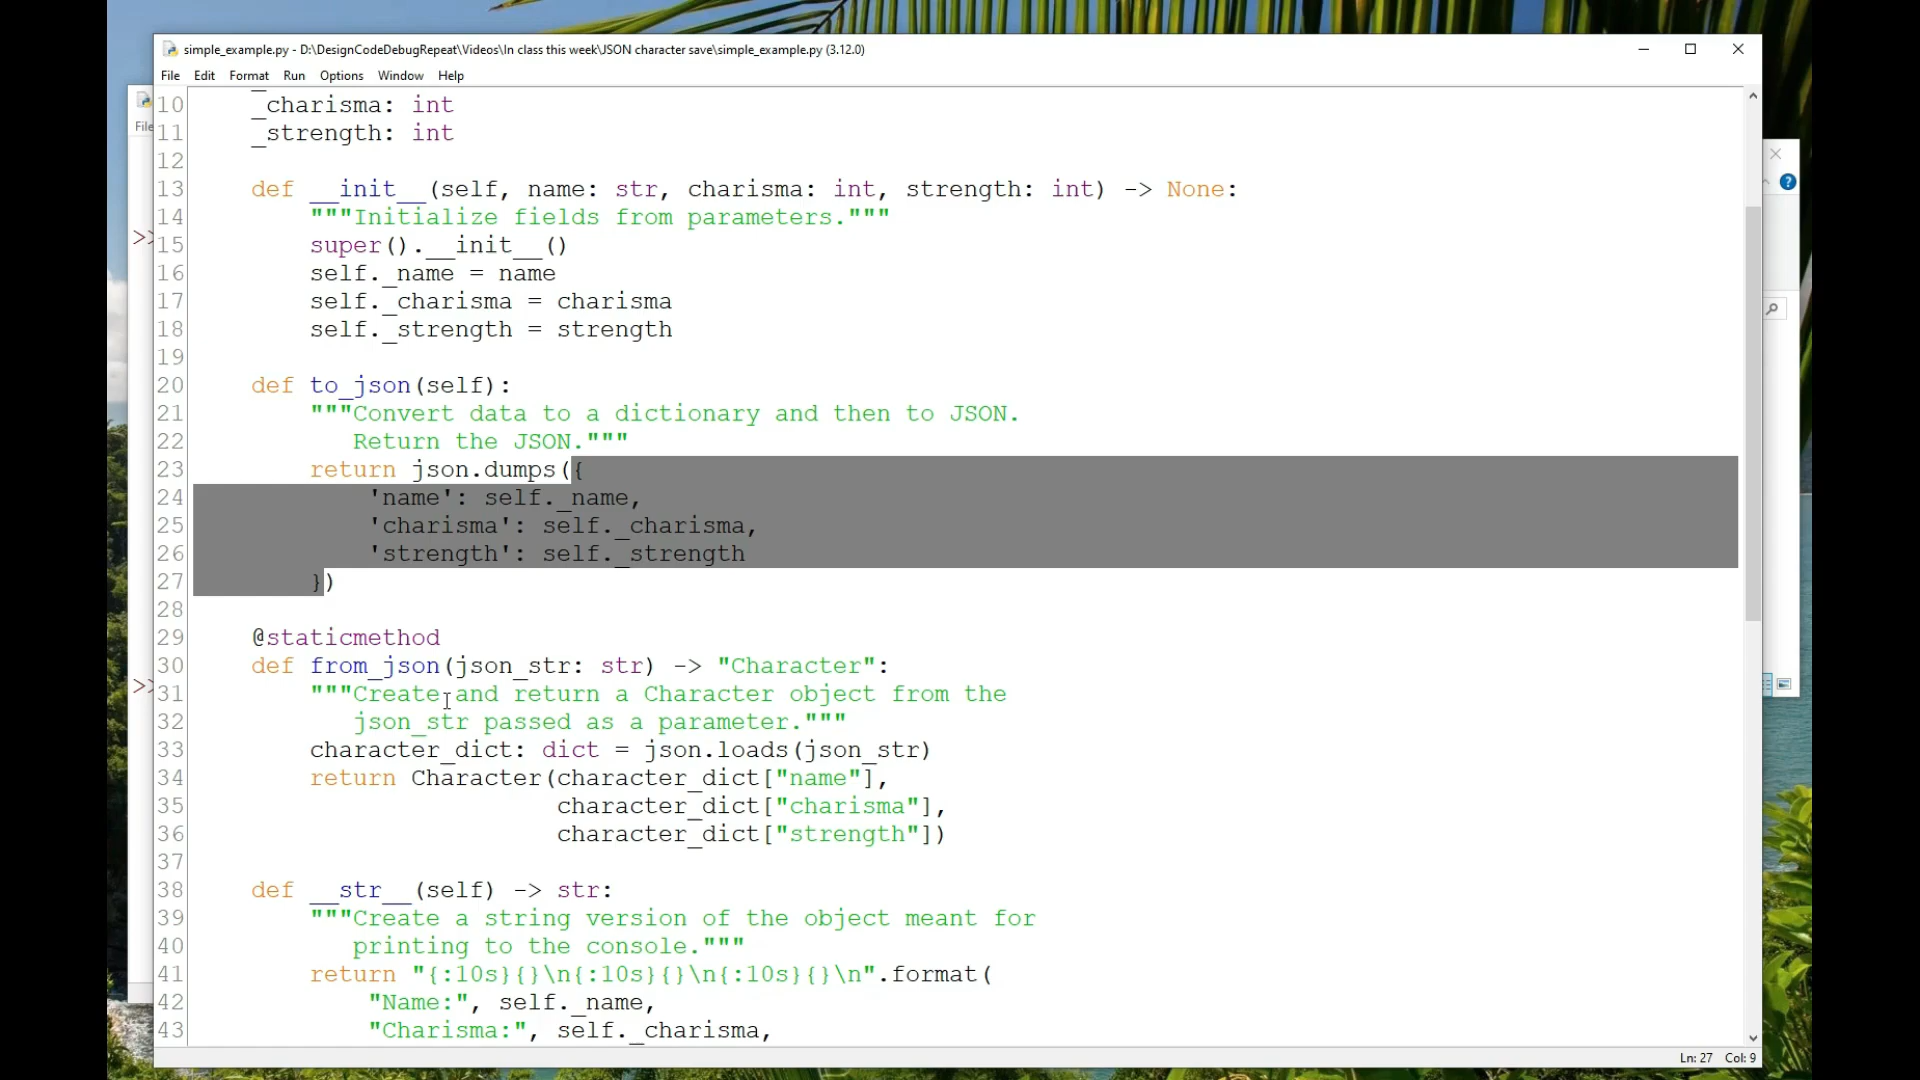 simple_example.py - D:\DesignCodeDebugRepeat\Videos\In class this week\JSON character save\simple_example.py (3.12.0)
File Edit Format Run Options Window Help
File
10 _charisma: int
11 _strength: int
12
13 def __init__(self, name: str, charisma: int, strength: int) -> None:
14 """Initialize fields from parameters."""
15 super().__init__()
16 self._name = name
17 self._charisma = charisma
18 self._strength = strength
19
20 def to_json(self):
21 """Convert data to a dictionary and then to JSON.
22 Return the JSON."""
23 return json.dumps({
24 'name': self._name,
25 'charisma': self._charisma,
26 'strength': self._strength
27 })
28
29 @staticmethod
30 def from_json(json_str: str) -> "Character":
31 """Create and return a Character object from the
32 json_str passed as a parameter."""
33 character_dict: dict = json.loads(json_str)
34 return Character(character_dict["name"],
35 character_dict["charisma"],
36 character_dict["strength"])
37
38 def __str__(self) -> str:
39 """Create a string version of the object meant for
40 printing to the console."""
41 return "{:10s}{}\n{:10s}{}\n{:10s}{}\n".format(
42 "Name:", self._name,
43 "Charisma:", self._charisma,
>>
>>
Ln: 27 Col: 9